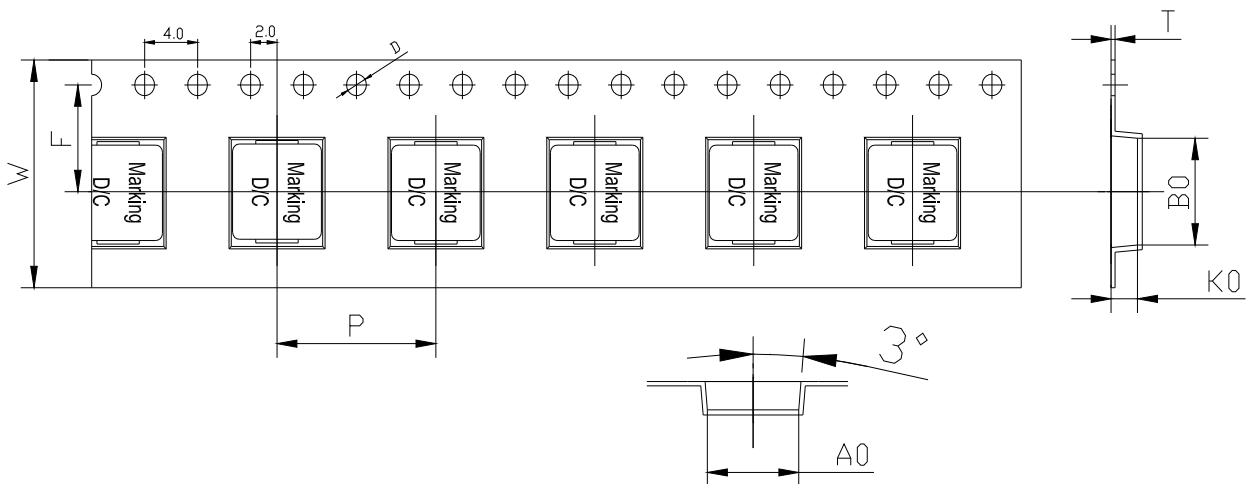 4.0
2.0
D
T
F
W
Marking
D/C
Marking
D/C
Marking
D/C
Marking
D/C
Marking
D/C
Marking
D/C
B0
K0
P
3°
A0